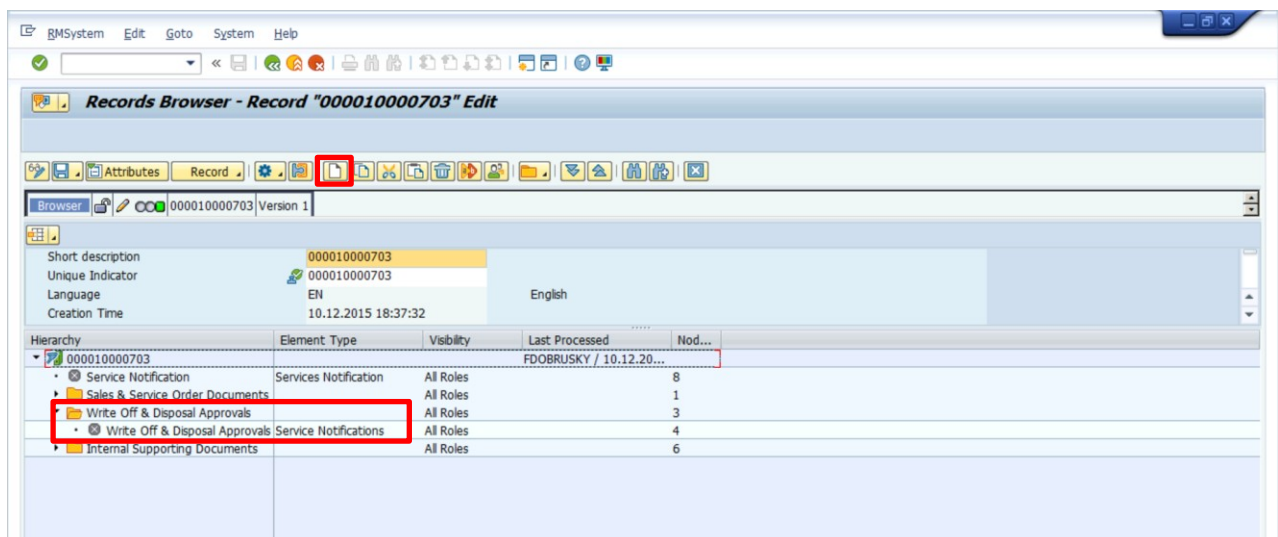 RMSystem Edit Goto System Help
Records Browser - Record "000010000703" Edit
Attributes Record
Browser 000010000703 Version 1
Short description 000010000703
Unique Indicator 000010000703
Language EN English
Creation Time 10.12.2015 18:37:32
Hierarchy Element Type Visibility Last Processed Nod...
000010000703 FDOBRUSKY / 10.12.20...
Service Notification Services Notification All Roles 8
Sales & Service Order Documents All Roles 1
Write Off & Disposal Approvals All Roles 3
Write Off & Disposal Approvals Service Notifications All Roles 4
Internal Supporting Documents All Roles 6